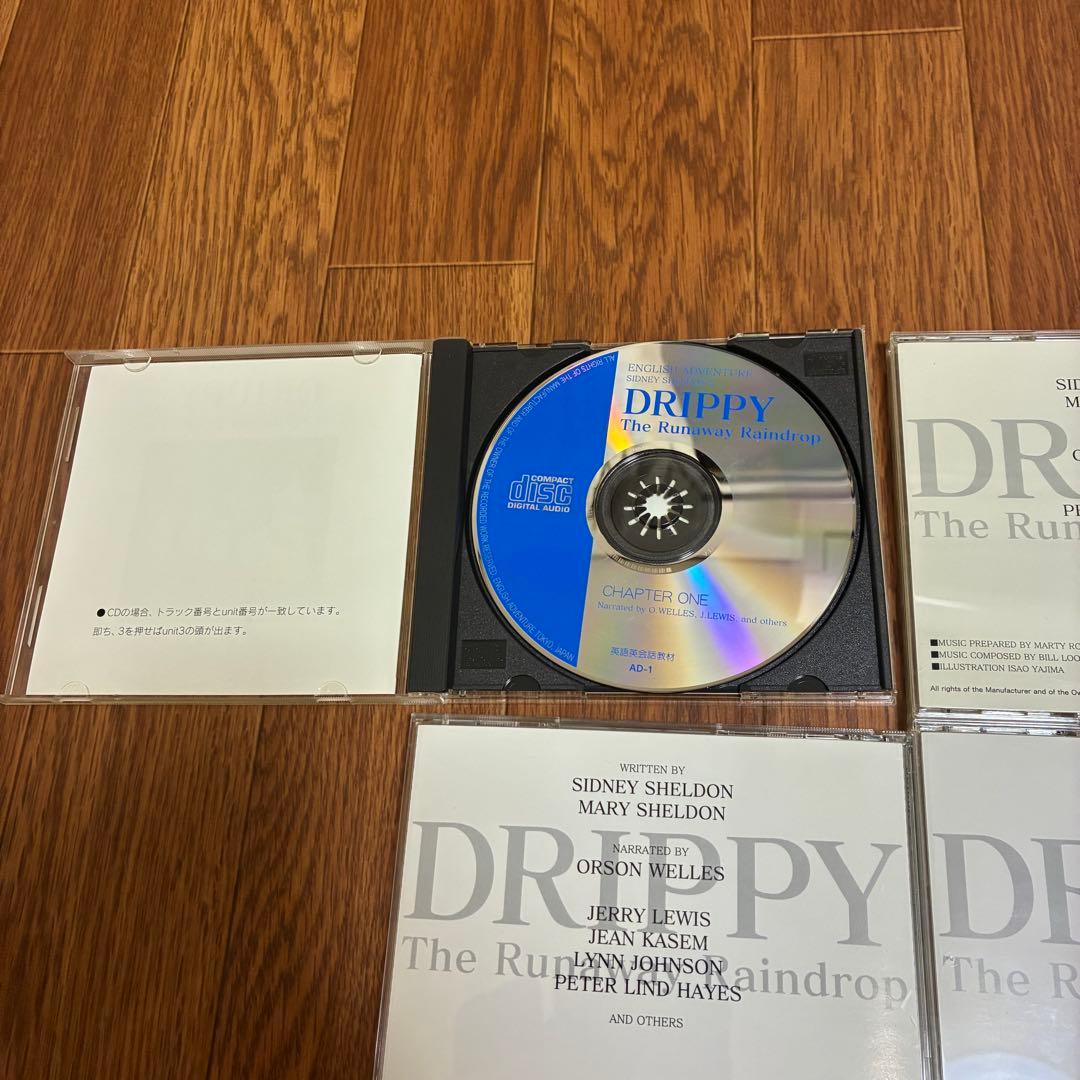 ●CDの場合、トラック番号とunit番号が一致しています。
即ち、3を押せばunit3の頭が出ます。
ENGLISH ADVENTURE
SIDNEY
DRIPPY
The Runaway Raindrop
COMPACT
disc
DIGITAL AUDIO
ALL RIGHTS OF THE MANUFACTURER AND OF THE OWNER OF THE RECORDED WORK RESERVED. ENGLISH ADVENTURE TOKYO, JAPAN
CHAPTER ONE
Narrated by O.WELLES, J.LEWIS, and others
英語英会話教材
AD-1
SID
M
DR
The Run
PE
■MUSIC PREPARED BY MARTY RO
■MUSIC COMPOSED BY BILL LOO
■ILLUSTRATION ISAO YAJIMA
All rights of the Manufacturer and of the Ow
WRITTEN BY
SIDNEY SHELDON
MARY SHELDON
DRIPPY
NARRATED BY
ORSON WELLES
JERRY LEWIS
JEAN KASEM
The Runaway Raindrop
LYNN JOHNSON
PETER LIND HAYES
AND OTHERS
DR
The R